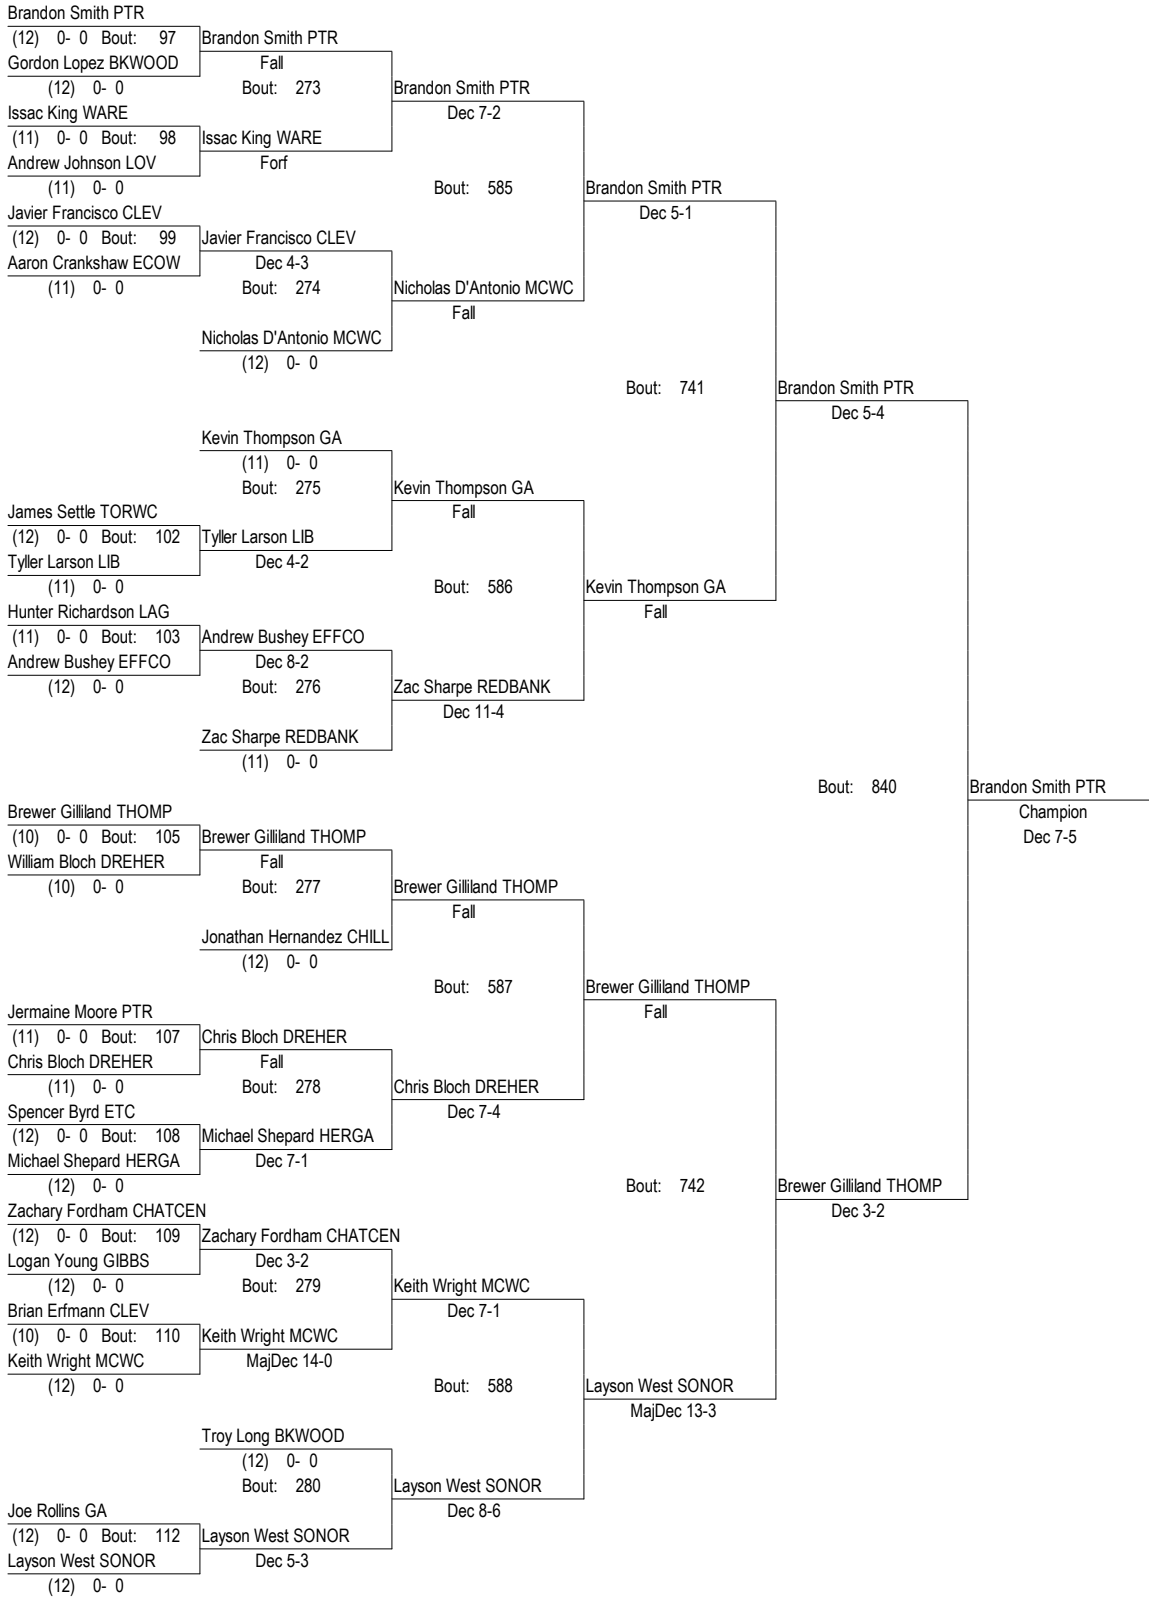 Brandon Smith PTR
(12) 0- 0 Bout: 97 Brandon Smith PTR
Gordon Lopez BKWOOD Fall
(12) 0- 0 Bout: 273 Brandon Smith PTR
Issac King WARE Dec 7-2
(11) 0- 0 Bout: 98 Issac King WARE
Andrew Johnson LOV Forf
(11) 0- 0 Bout: 585 Brandon Smith PTR
Javier Francisco CLEV Dec 5-1
(12) 0- 0 Bout: 99 Javier Francisco CLEV
Aaron Crankshaw ECOW Dec 4-3
(11) 0- 0 Bout: 274 Nicholas D'Antonio MCWC
Fall
Nicholas D'Antonio MCWC
(12) 0- 0
Bout: 741 Brandon Smith PTR
Dec 5-4
Kevin Thompson GA
(11) 0- 0
Bout: 275 Kevin Thompson GA
James Settle TORWC Fall
(12) 0- 0 Bout: 102 Tyller Larson LIB
Tyller Larson LIB Dec 4-2
(11) 0- 0 Bout: 586 Kevin Thompson GA
Hunter Richardson LAG Fall
(11) 0- 0 Bout: 103 Andrew Bushey EFFCO
Andrew Bushey EFFCO Dec 8-2
(12) 0- 0 Bout: 276 Zac Sharpe REDBANK
Dec 11-4
Zac Sharpe REDBANK
(11) 0- 0
Bout: 840 Brandon Smith PTR
Brewer Gilliland THOMP Champion
(10) 0- 0 Bout: 105 Brewer Gilliland THOMP Dec 7-5
William Bloch DREHER Fall
(10) 0- 0 Bout: 277 Brewer Gilliland THOMP
Fall
Jonathan Hernandez CHILL
(12) 0- 0
Bout: 587 Brewer Gilliland THOMP
Jermaine Moore PTR Fall
(11) 0- 0 Bout: 107 Chris Bloch DREHER
Chris Bloch DREHER Fall
(11) 0- 0 Bout: 278 Chris Bloch DREHER
Spencer Byrd ETC Dec 7-4
(12) 0- 0 Bout: 108 Michael Shepard HERGA
Michael Shepard HERGA Dec 7-1
(12) 0- 0 Bout: 742 Brewer Gilliland THOMP
Zachary Fordham CHATCEN Dec 3-2
(12) 0- 0 Bout: 109 Zachary Fordham CHATCEN
Logan Young GIBBS Dec 3-2
(12) 0- 0 Bout: 279 Keith Wright MCWC
Brian Erfmann CLEV Dec 7-1
(10) 0- 0 Bout: 110 Keith Wright MCWC
Keith Wright MCWC MajDec 14-0
(12) 0- 0 Bout: 588 Layson West SONOR
MajDec 13-3
Troy Long BKWOOD
(12) 0- 0
Bout: 280 Layson West SONOR
Joe Rollins GA Dec 8-6
(12) 0- 0 Bout: 112 Layson West SONOR
Layson West SONOR Dec 5-3
(12) 0- 0